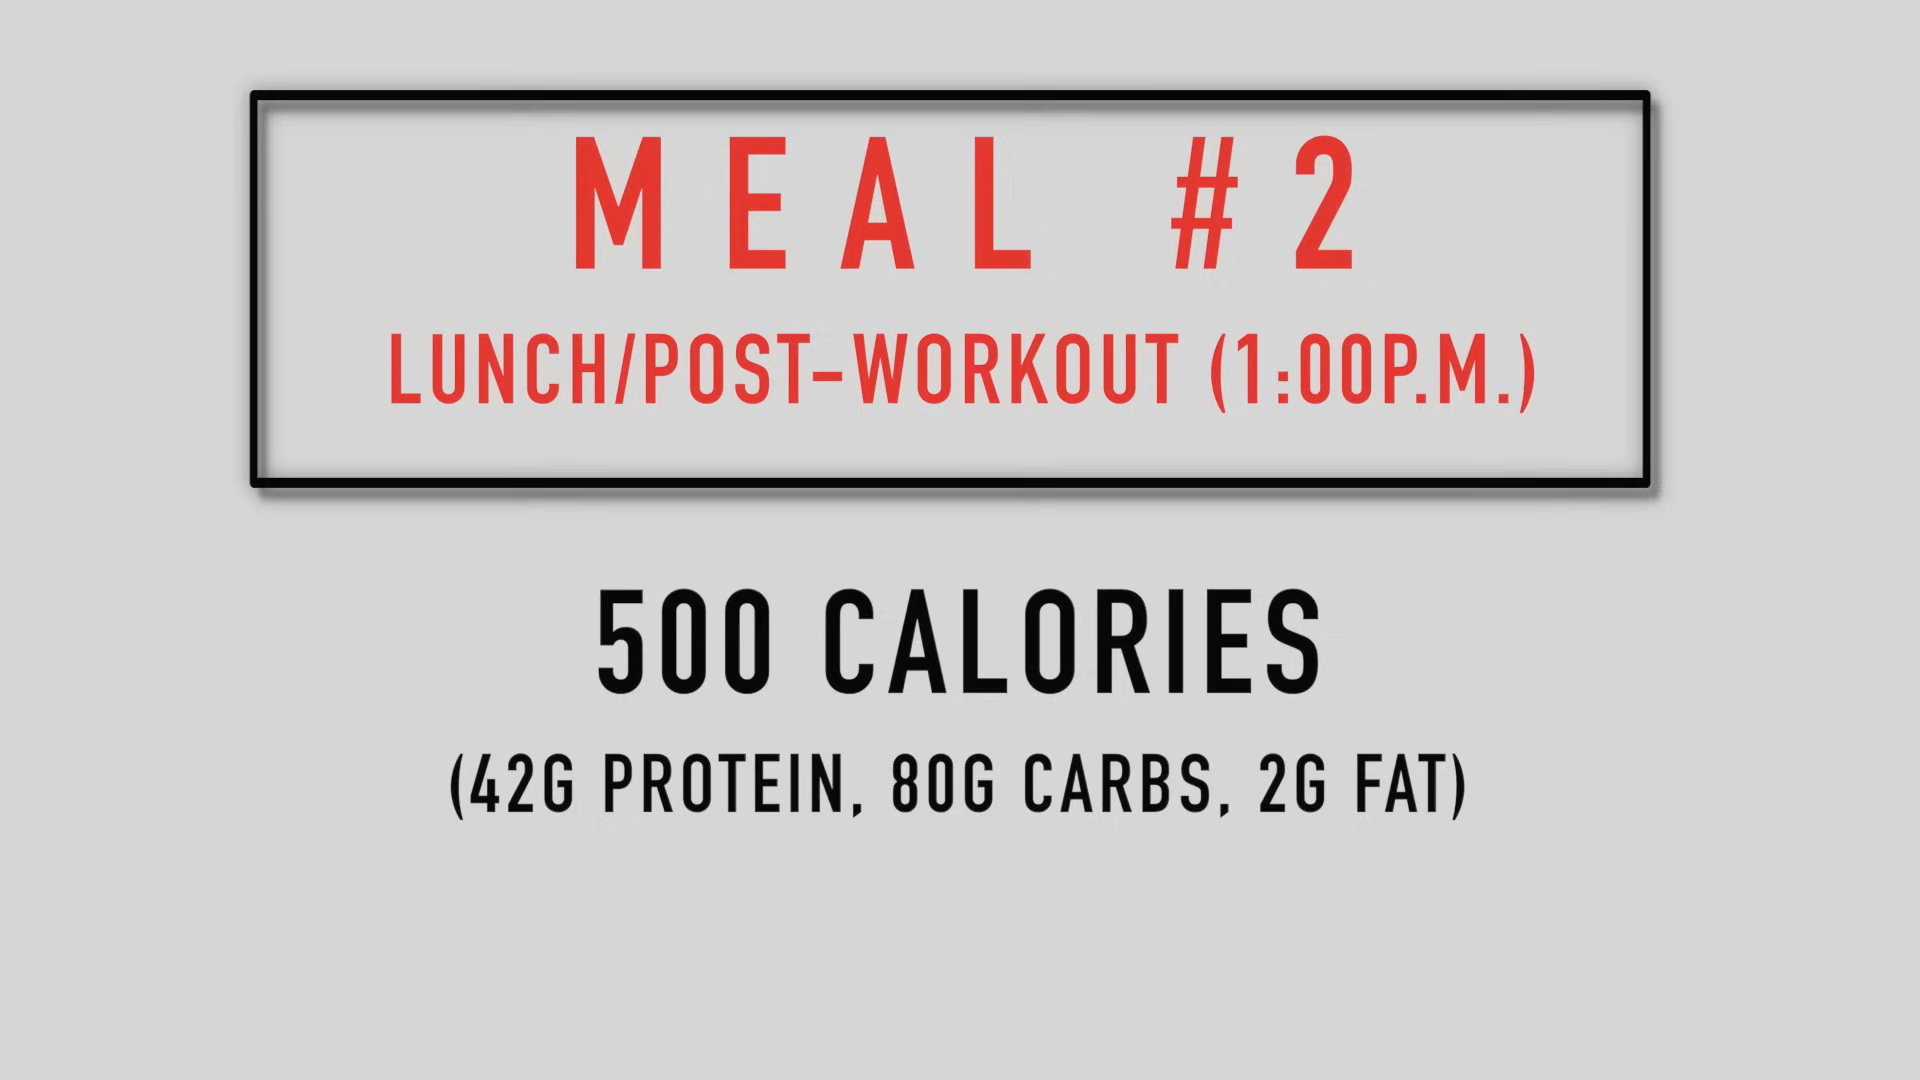 MEAL #2
LUNCH/POST-WORKOUT (1:00P.M.)
500 CALORIES
(42G PROTEIN, 80G CARBS, 2G FAT)